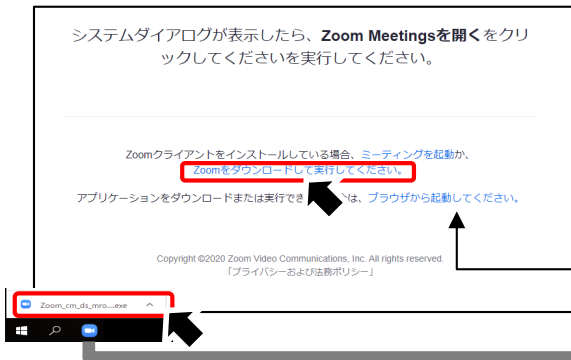 システムダイアログが表示したら、Zoom Meetingsを開くをクリ
ックしてくださいを実行してください。
Zoomクライアントをインストールしている場合、ミーティングを起動か、
Zoomをダウンロードして実行してください。
アプリケーションをダウンロードまたは実行でき は、ブラウザから起動してください。
Copyright ©2020 Zoom Video Communications, Inc. All rights reserved.
「プライバシーおよび法務ポリシー」
Zoom_cm_ds_mro....exe